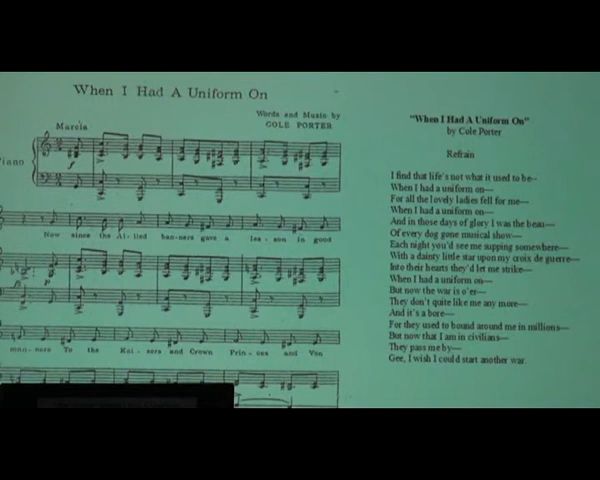 When I Had A Uniform On
Words and Music by
COLE PORTER
Marcia
Piano
f
Now since the Al-lied ban-ners gave a les-son in good
p
man-ners To the Kai-sers and Crown Prin-ces and Von
"When I Had A Uniform On"
by Cole Porter
Refrain
I find that life's not what it used to be--
When I had a uniform on—
For all the lovely ladies fell for me—
When I had a uniform on—
And in those days of glory I was the beau—
Of every dog gone musical show—
Each night you'd see me supping somewhere—
With a dainty little star upon my croix de guerre—
Into their hearts they'd let me strike—
When I had a uniform on—
But now the war is o'er—
They don't quite like me any more—
And it's a bore—
For they used to bound around me in millions—
But now that I am in civilians—
They pass me by—
Gee, I wish I could start another war.